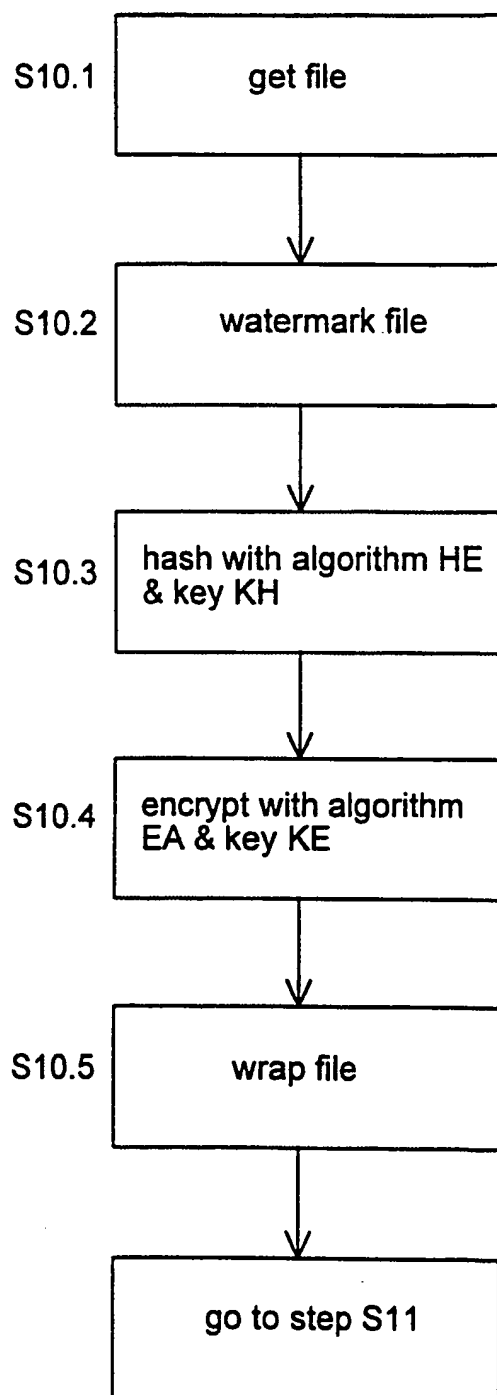 S10.1
get file
S10.2
watermark file
S10.3
hash with algorithm HE
& key KH
S10.4
encrypt with algorithm
EA & key KE
S10.5
wrap file
go to step S11